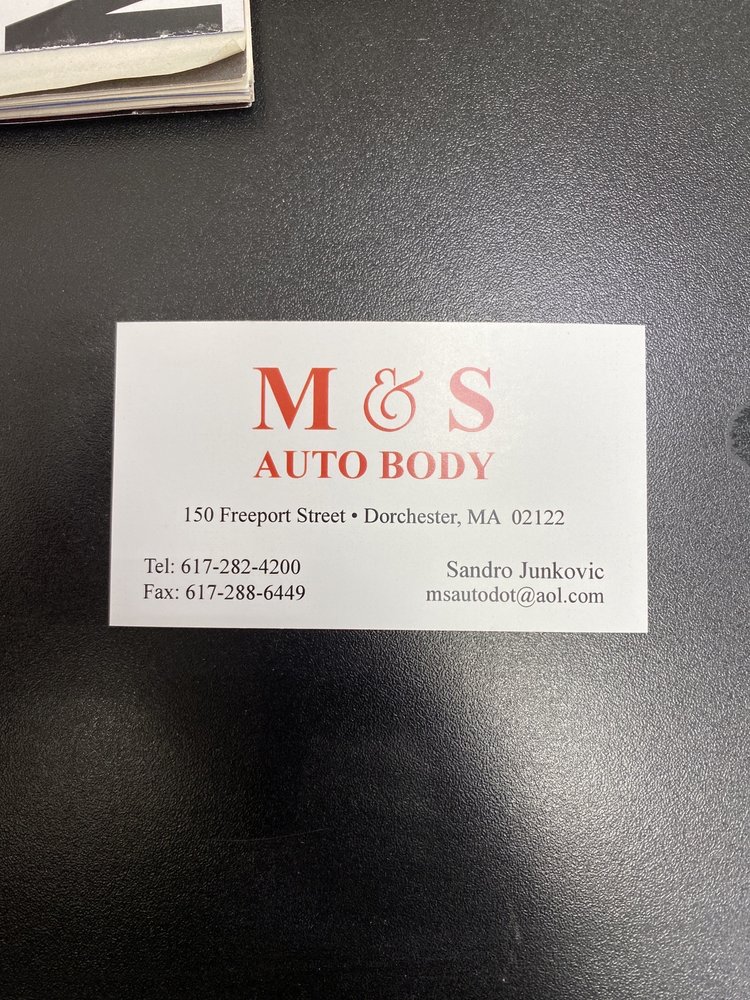 M & S
AUTO BODY
150 Freeport Street • Dorchester, MA 02122
Tel: 617-282-4200
Fax: 617-288-6449
Sandro Junkovic
msautodot@aol.com